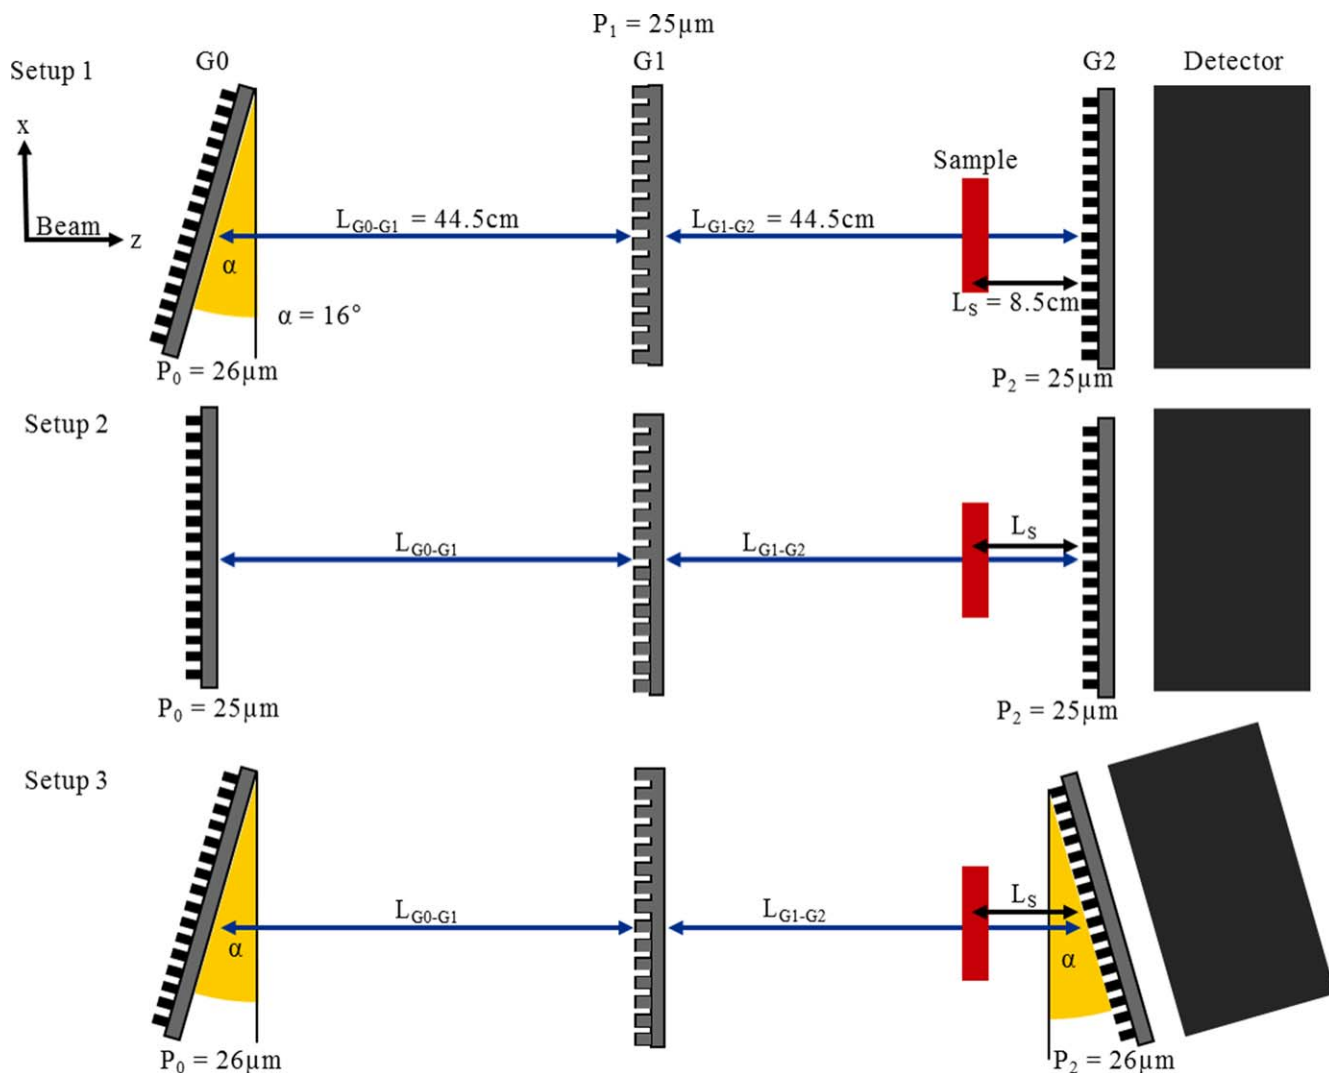 P₁ = 25µm
G0 G1 G2 Detector
Setup 1
x
Sample
L_G0-G1 = 44.5cm L_G1-G2 = 44.5cm
Beam z
α
L_S = 8.5cm
α = 16°
P₀ = 26µm P₂ = 25µm
Setup 2
L_S
L_G0-G1 L_G1-G2
P₀ = 25µm P₂ = 25µm
Setup 3
L_S
L_G0-G1 L_G1-G2
α α
P₀ = 26µm P₂ = 26µm